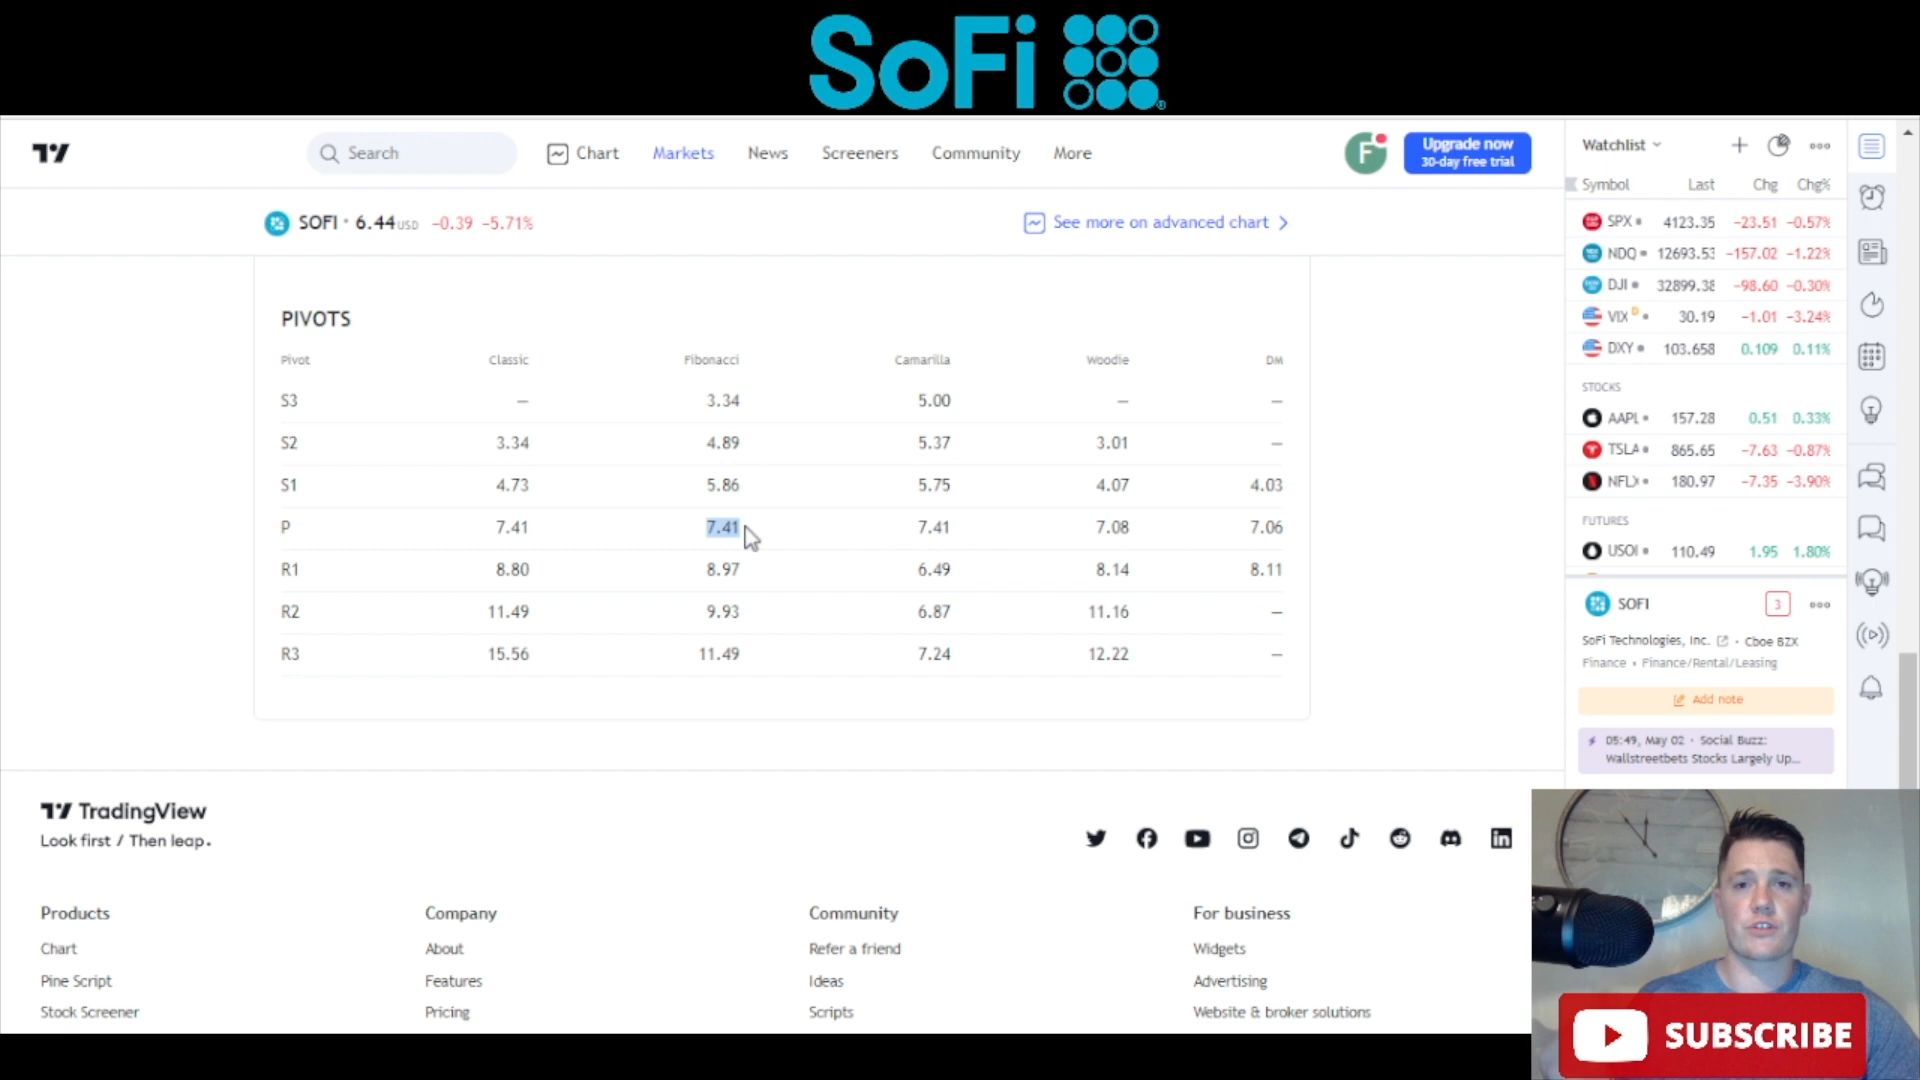 SoFi
Search
Chart
Markets
News
Screeners
Community
More
F
Upgrade now
30-day free trial
SOFI • 6.44 USD −0.39 −5.71%
See more on advanced chart
PIVOTS
Pivot Classic Fibonacci Camarilla Woodie DM
S3 — 3.34 5.00 — —
S2 3.34 4.89 5.37 3.01 —
S1 4.73 5.86 5.75 4.07 4.03
P 7.41 7.41 7.41 7.08 7.06
R1 8.80 8.97 6.49 8.14 8.11
R2 11.49 9.93 6.87 11.16 —
R3 15.56 11.49 7.24 12.22 —
TradingView
Look first / Then leap.
Products
Chart
Pine Script
Stock Screener
Company
About
Features
Pricing
Community
Refer a friend
Ideas
Scripts
For business
Widgets
Advertising
Website & broker solutions
Watchlist
Symbol Last Chg Chg%
SPX 4123.35 −23.51 −0.57%
NDQ 12693.53 −157.02 −1.22%
DJI 32899.38 −98.60 −0.30%
VIX D 30.19 −1.01 −3.24%
DXY 103.658 0.109 0.11%
STOCKS
AAPL 157.28 0.51 0.33%
TSLA 865.65 −7.63 −0.87%
NFLX 180.97 −7.35 −3.90%
FUTURES
USOI 110.49 1.95 1.80%
SOFI
3
SoFi Technologies, Inc. • Cboe BZX
Finance • Finance/Rental/Leasing
Add note
05:49, May 02 • Social Buzz:
Wallstreetbets Stocks Largely Up...
SUBSCRIBE